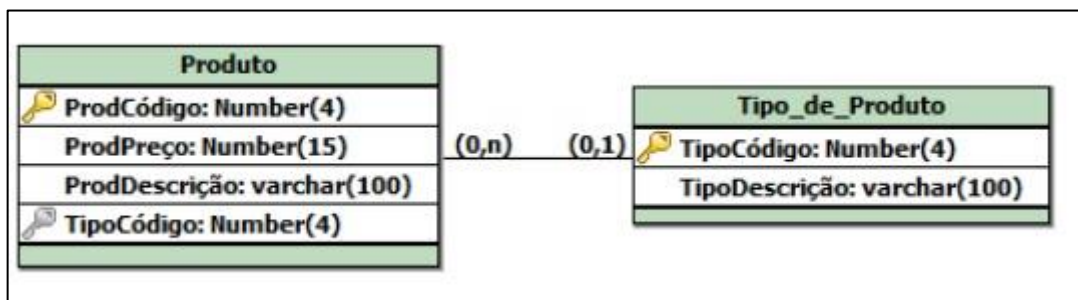 Produto
ProdCódigo: Number(4)
ProdPreço: Number(15)
ProdDescrição: varchar(100)
TipoCódigo: Number(4)
(0,n)
(0,1)
Tipo_de_Produto
TipoCódigo: Number(4)
TipoDescrição: varchar(100)